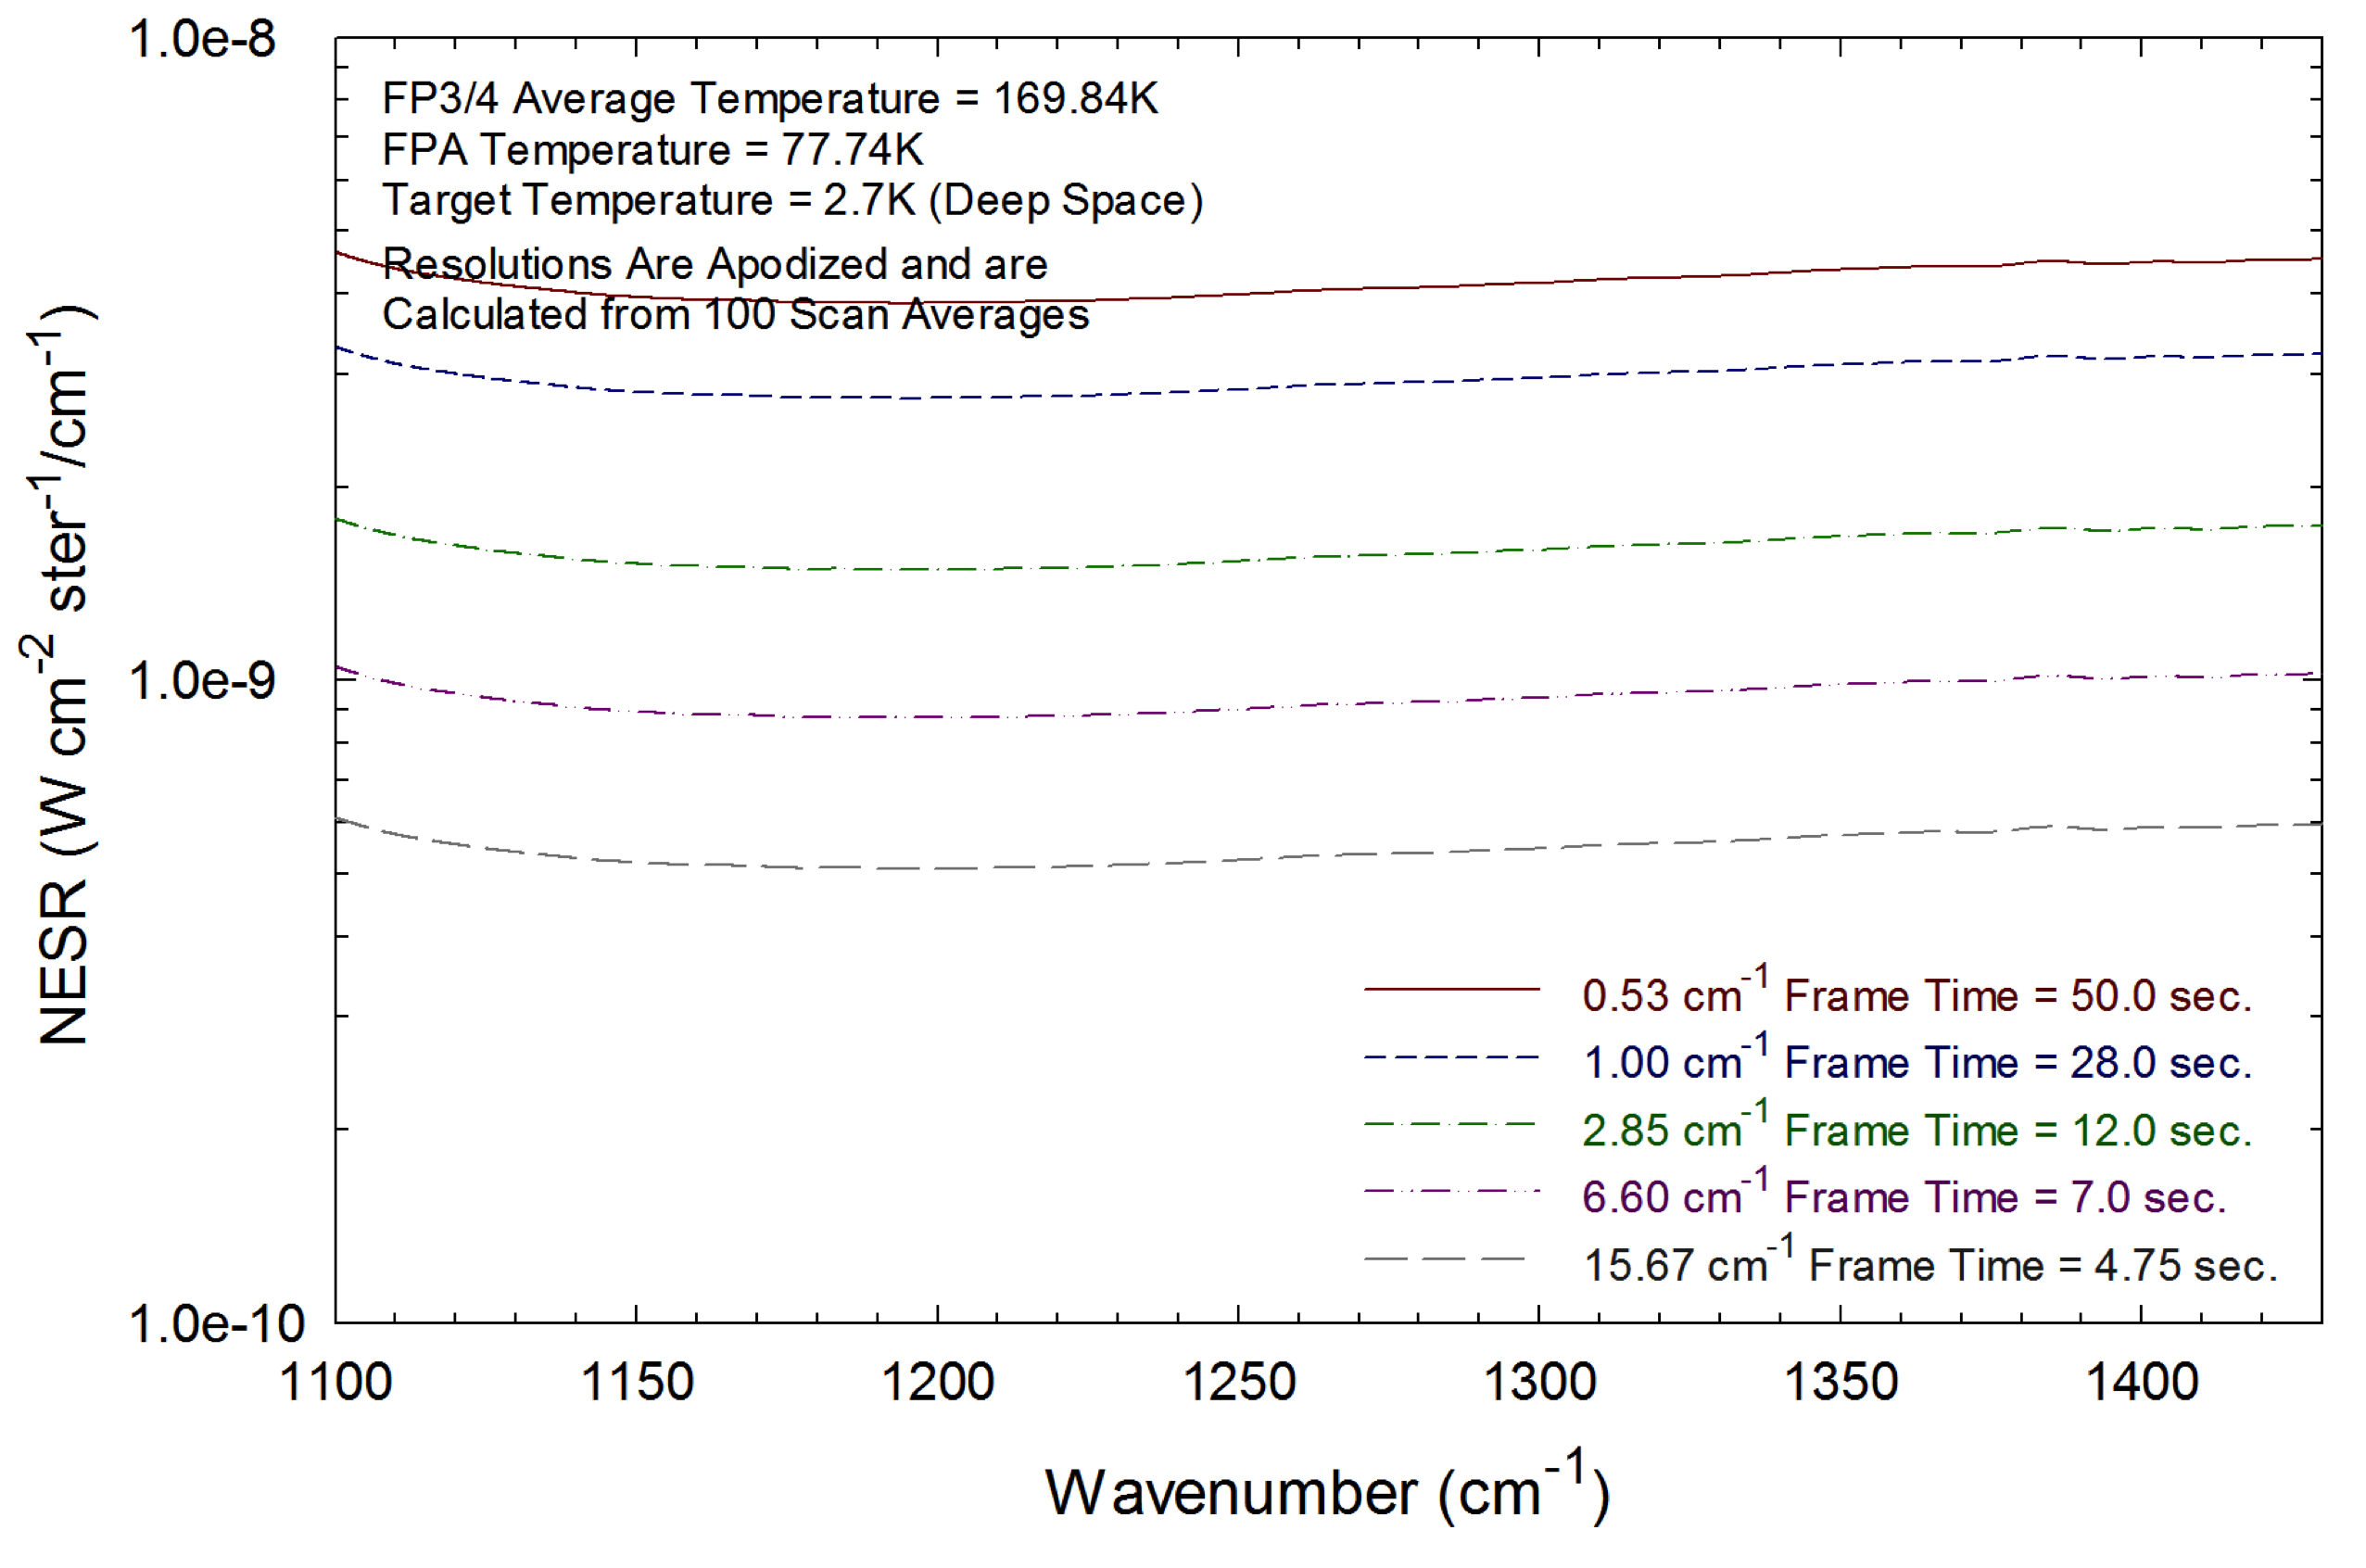 1.0e-8
FP3/4 Average Temperature = 169.84K
FPA Temperature = 77.74K
Target Temperature = 2.7K (Deep Space)
Resolutions Are Apodized and are
Calculated from 100 Scan Averages
NESR (W cm-2 ster-1/cm-1)
1.0e-9
0.53 cm-1 Frame Time = 50.0 sec.
1.00 cm-1 Frame Time = 28.0 sec.
2.85 cm-1 Frame Time = 12.0 sec.
6.60 cm-1 Frame Time = 7.0 sec.
15.67 cm-1 Frame Time = 4.75 sec.
1.0e-10
1100 1150 1200 1250 1300 1350 1400
Wavenumber (cm-1)